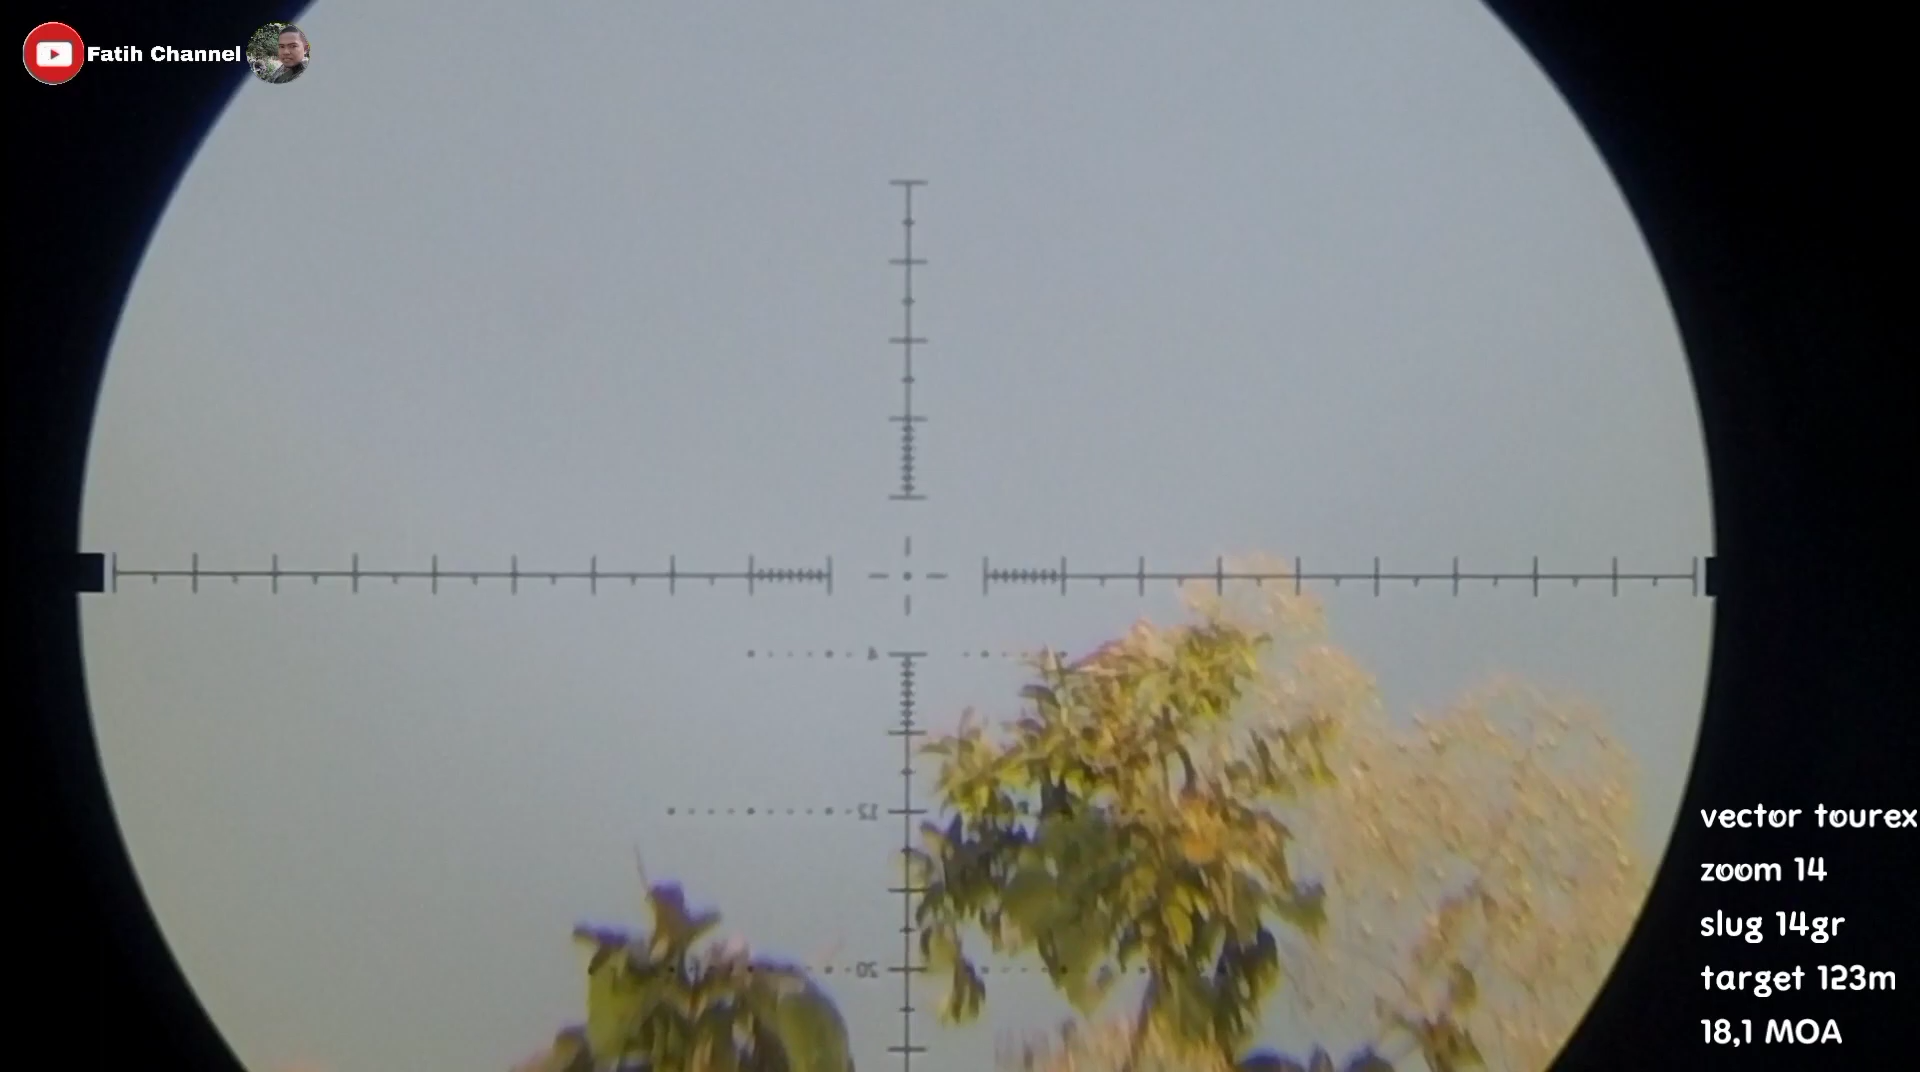 Fatih Channel
4
12
20
vector tourex
zoom 14
slug 14gr
target 123m
18,1 MOA